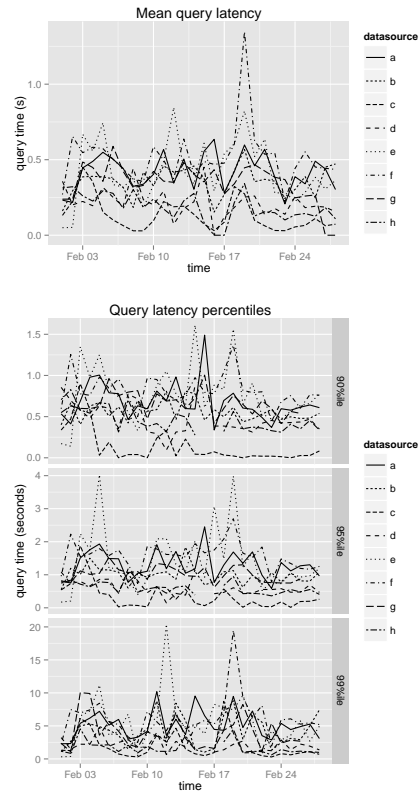 Mean query latency
query time (s)
1.0
0.5
0.0
Feb 03
Feb 10
Feb 17
Feb 24
time
datasource
a
b
c
d
e
f
g
h
Query latency percentiles
query time (seconds)
1.5
1.0
0.5
0.0
90%ile
4
3
2
1
0
95%ile
20
15
10
5
0
99%ile
Feb 03
Feb 10
Feb 17
Feb 24
time
datasource
a
b
c
d
e
f
g
h